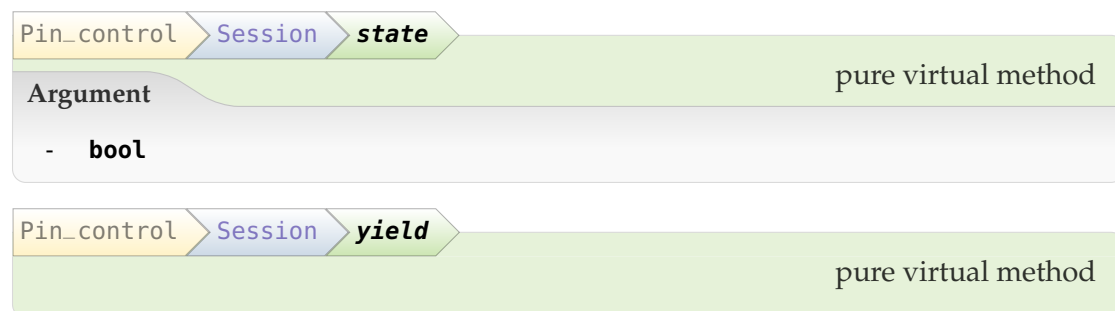 Pin_control Session state
pure virtual method
Argument
- bool
Pin_control Session yield
pure virtual method